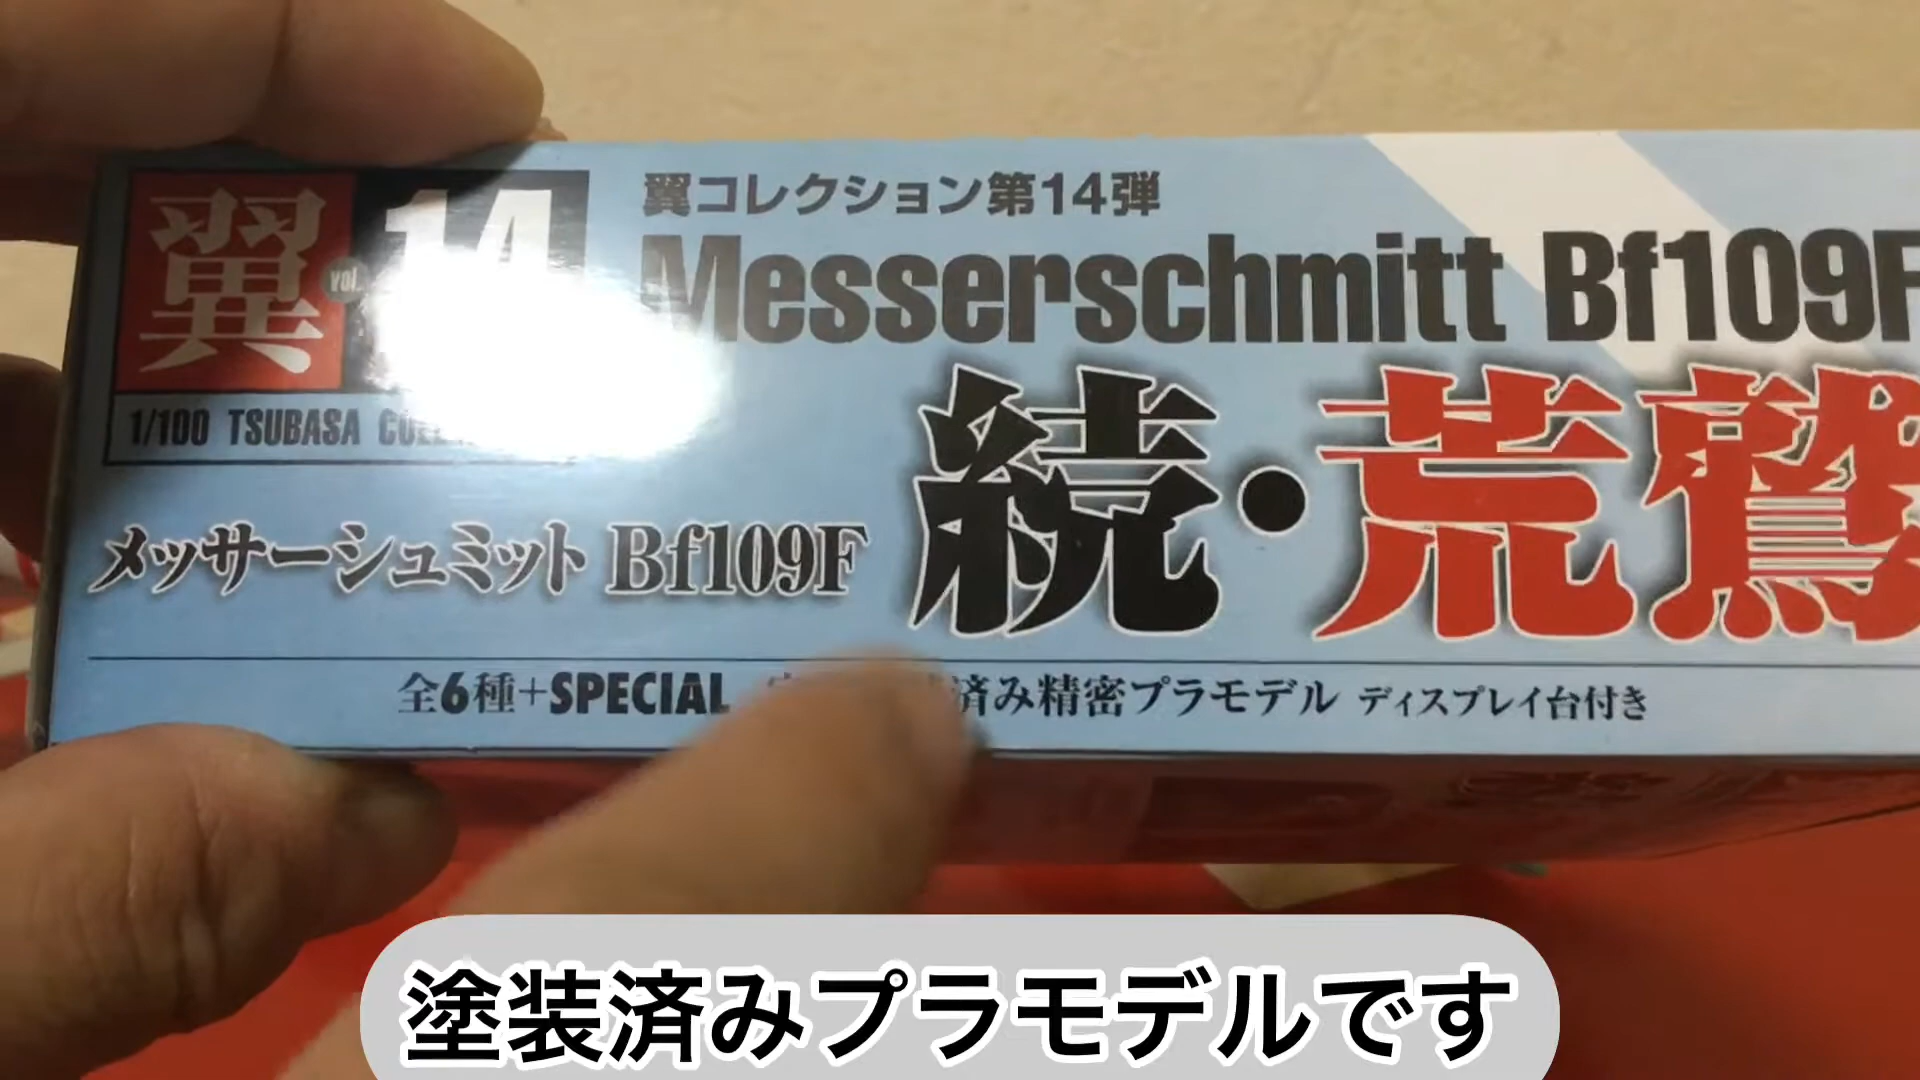 翼コレクション第14弾
翼 vol. 14
Messerschmitt Bf109F
1/100 TSUBASA
続・荒鷲
メッサーシュミット Bf109F
全6種+SPECIAL 済み精密プラモデル ディスプレイ台付き
塗装済みプラモデルです